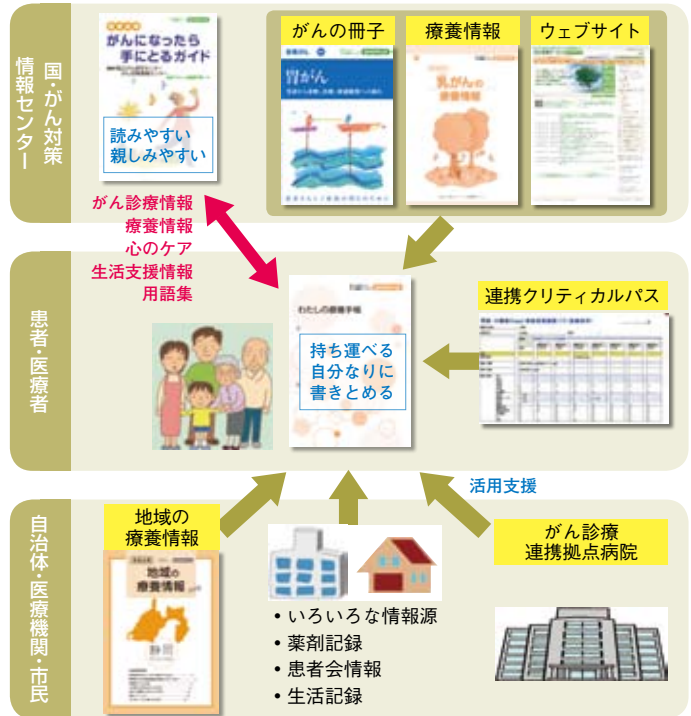 国・がん対策
情報センター
がんになったら
手にとるガイド
読みやすい
親しみやすい
がんの冊子
胃がん
療養情報
乳がんの
療養情報
ウェブサイト
がん診療情報
療養情報
心のケア
生活支援情報
用語集
患者・医療者
わたしの療養手帳
持ち運べる
自分なりに
書きとめる
連携クリティカルパス
自治体・医療機関・市民
地域の
療養情報
地域の
療養情報
静岡
・いろいろな情報源
・薬剤記録
・患者会情報
・生活記録
活用支援
がん診療
連携拠点病院